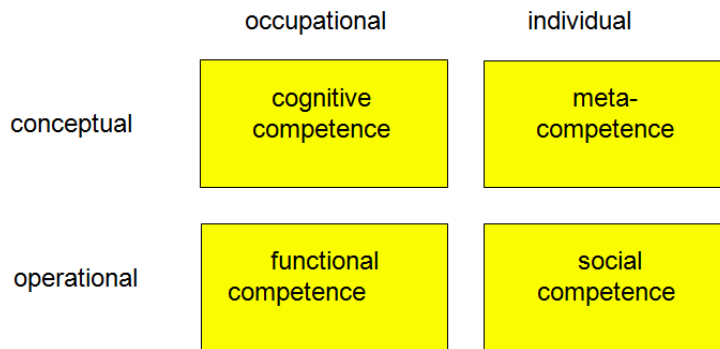 occupational individual
conceptual
cognitive
competence
meta-
competence
operational
functional
competence
social
competence